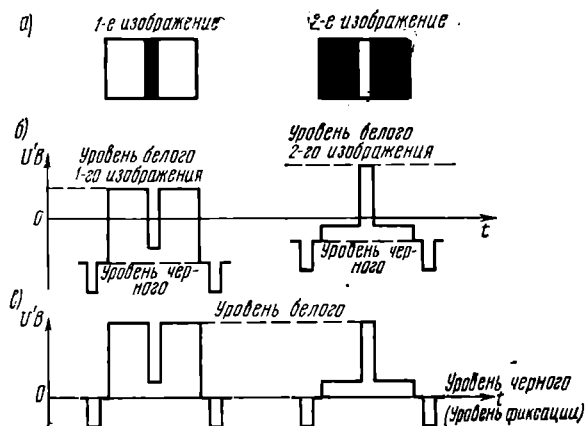 а)
1-е изображение
2-е изображение
б)
U'В
Уровень белого
1-го изображения
Уровень белого
2-го изображения
0
t
Уровень чер-
ного
Уровень чер-
ного
в)
U'В
Уровень белого
0
Уровень черного
t
(Уровень фиксации)